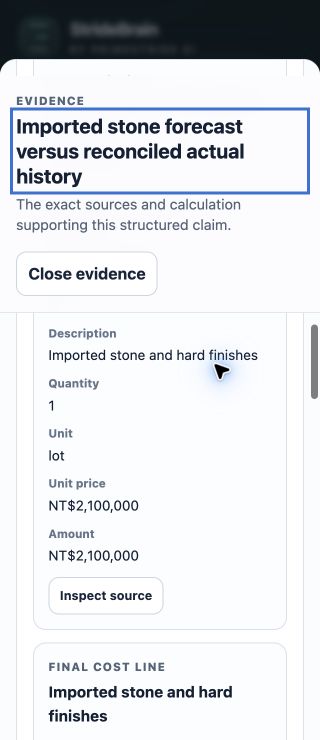 StrideBrain
EVIDENCE
Imported stone forecast
versus reconciled actual
history
The exact sources and calculation
supporting this structured claim.
Close evidence
Description
Imported stone and hard finishes
Quantity
1
Unit
lot
Unit price
NT$2,100,000
Amount
NT$2,100,000
Inspect source
FINAL COST LINE
Imported stone and hard
finishes